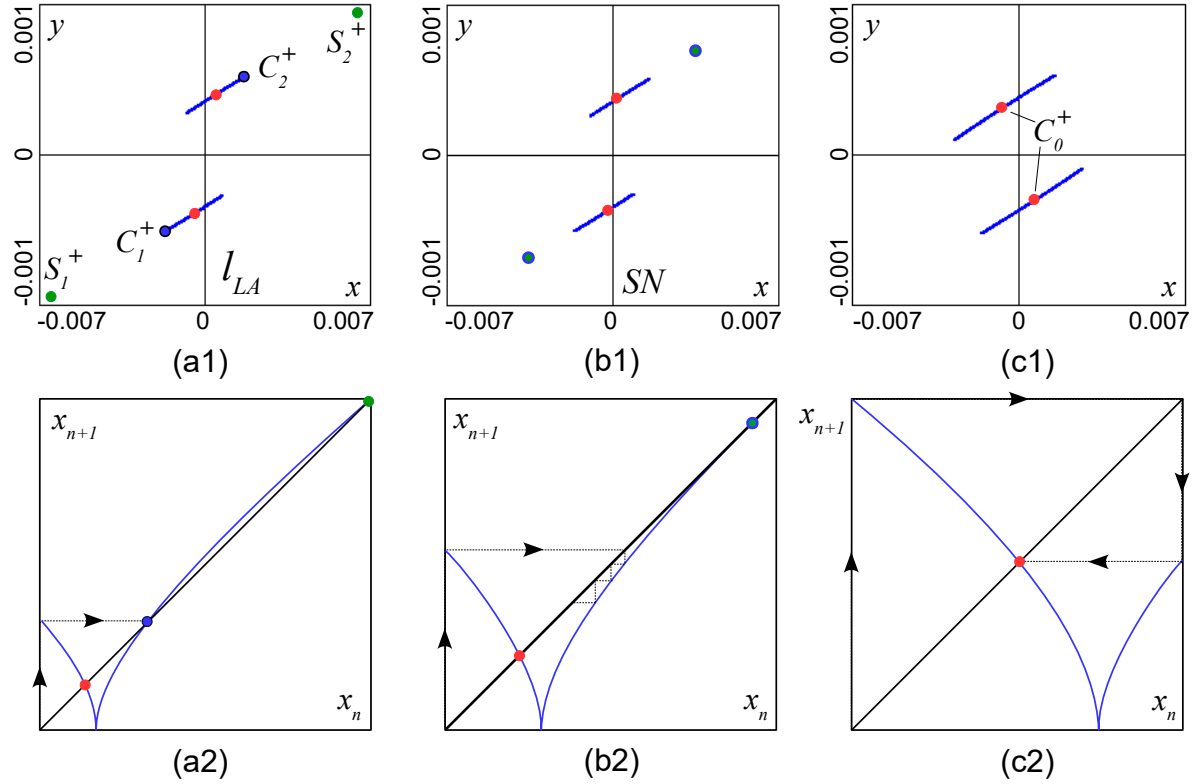 0.001
0
-0.001
y
S₂⁺
C₂⁺
C₁⁺
S₁⁺
l_LA
x
-0.007 0 0.007
(a1)
0.001
0
-0.001
y
SN
x
-0.007 0 0.007
(b1)
0.001
0
-0.001
y
C₀⁺
x
-0.007 0 0.007
(c1)
xₙ₊₁
xₙ
(a2)
xₙ₊₁
xₙ
(b2)
xₙ₊₁
xₙ
(c2)